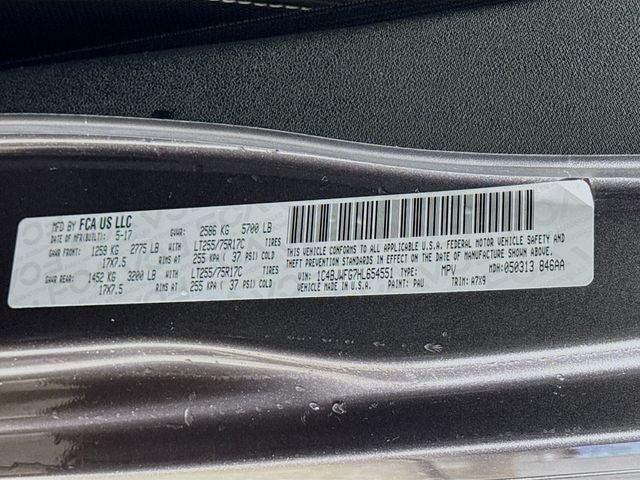 MFD BY FCA US LLC
DATE OF MFR(BUILT): 5-17 GVWR: 2586 KG 5700 LB
GAWR FRONT: 1259 KG 2775 LB WITH LT255/75R17C TIRES
17X7.5 RIMS AT 255 KPA ( 37 PSI) COLD
GAWR REAR: 1452 KG 3200 LB WITH LT255/75R17C TIRES
17X7.5 RIMS AT 255 KPA ( 37 PSI) COLD
THIS VEHICLE CONFORMS TO ALL APPLICABLE U.S.A. FEDERAL MOTOR VEHICLE SAFETY
AND THEFT PREVENTION STANDARDS IN EFFECT ON THE DATE OF MANUFACTURE SHOWN ABOVE.
VIN: 1C4BJWFG7HL654551 TYPE: MPV MDH: 050313 846AA
VEHICLE MADE IN U.S.A. PAINT: PAU TRIM: A7X9